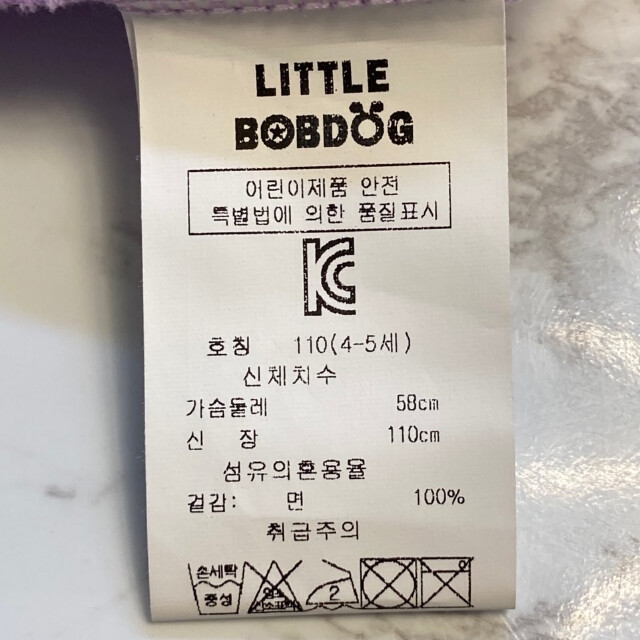 LITTLE
BOBDOG
어린이제품 안전
특별법에 의한 품질표시
KC
호칭 110(4-5세)
신체치수
가슴둘레 58cm
신 장 110cm
섬유의혼용율
겉감: 면 100%
취급주의
손세탁
중성
2